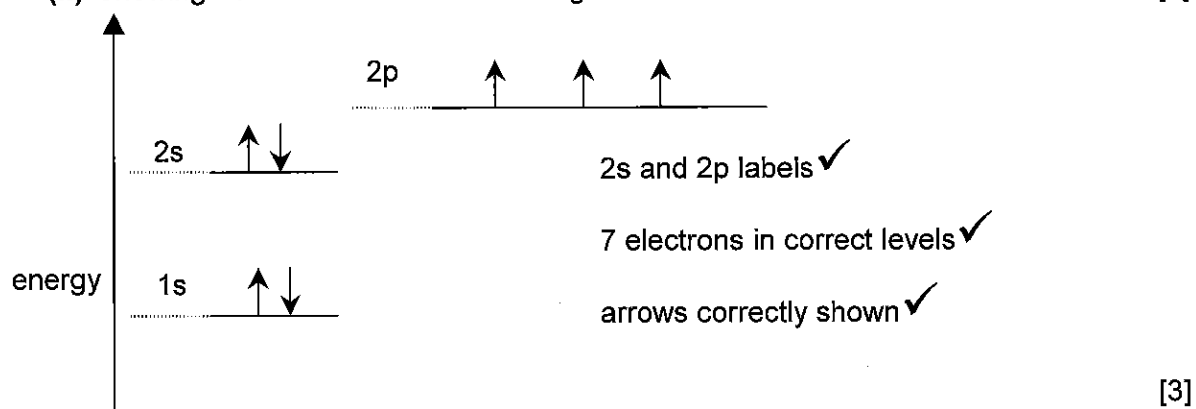 2p
2s
2s and 2p labels ✓
7 electrons in correct levels ✓
energy
1s
arrows correctly shown ✓
[3]